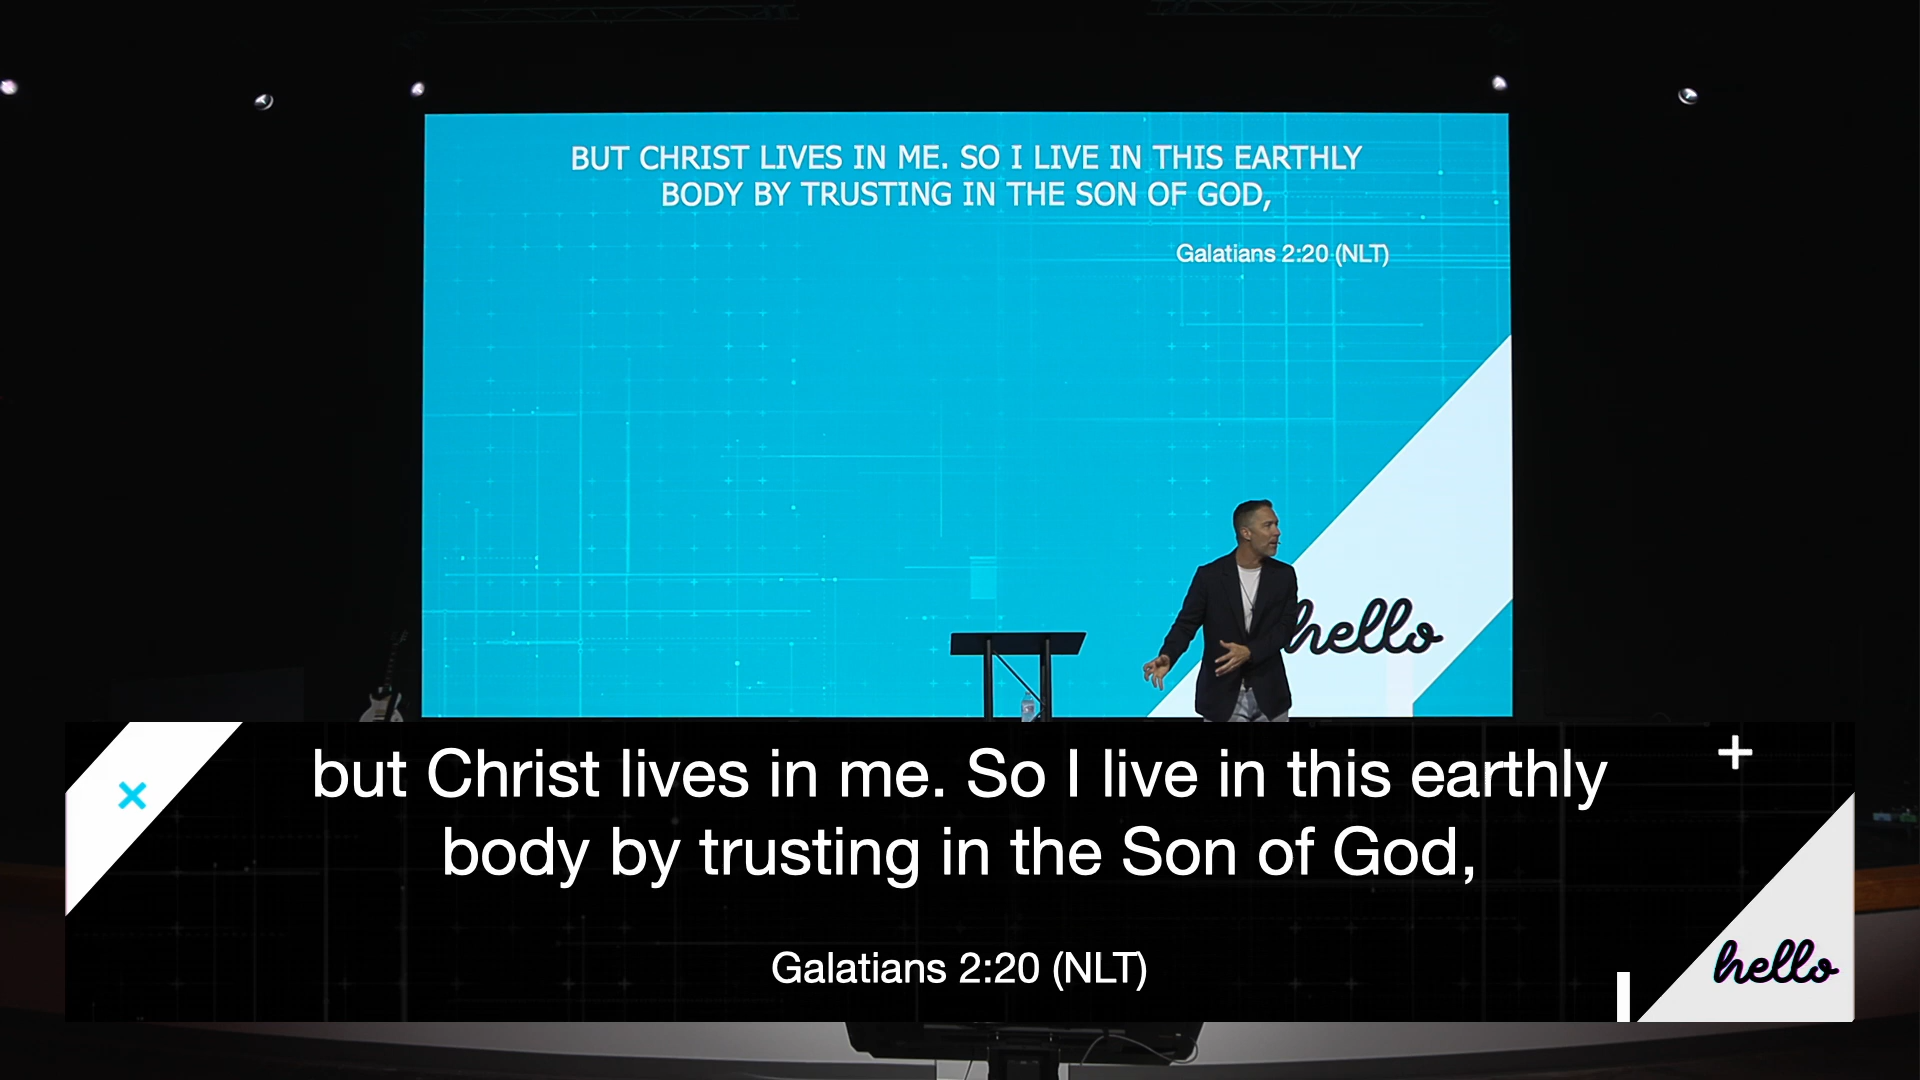 BUT CHRIST LIVES IN ME. SO I LIVE IN THIS EARTHLY
BODY BY TRUSTING IN THE SON OF GOD,
Galatians 2:20 (NLT)
hello
but Christ lives in me. So I live in this earthly
body by trusting in the Son of God,
Galatians 2:20 (NLT)
hello